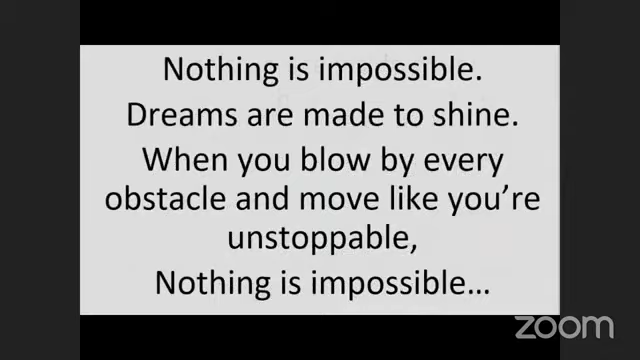 Nothing is impossible.
Dreams are made to shine.
When you blow by every
obstacle and move like you’re
unstoppable,
Nothing is impossible…
zoom